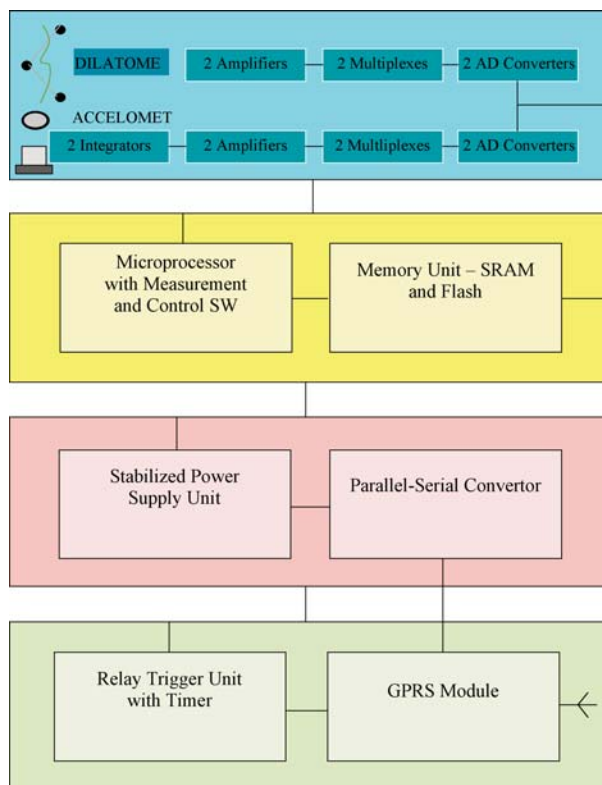 DILATOME
2 Amplifiers
2 Multiplexes
2 AD Converters
ACCELOMET
2 Integrators
2 Amplifiers
2 Multliplexes
2 AD Converters
Microprocessor
with Measurement
and Control SW
Memory Unit – SRAM
and Flash
Stabilized Power
Supply Unit
Parallel-Serial Convertor
Relay Trigger Unit
with Timer
GPRS Module